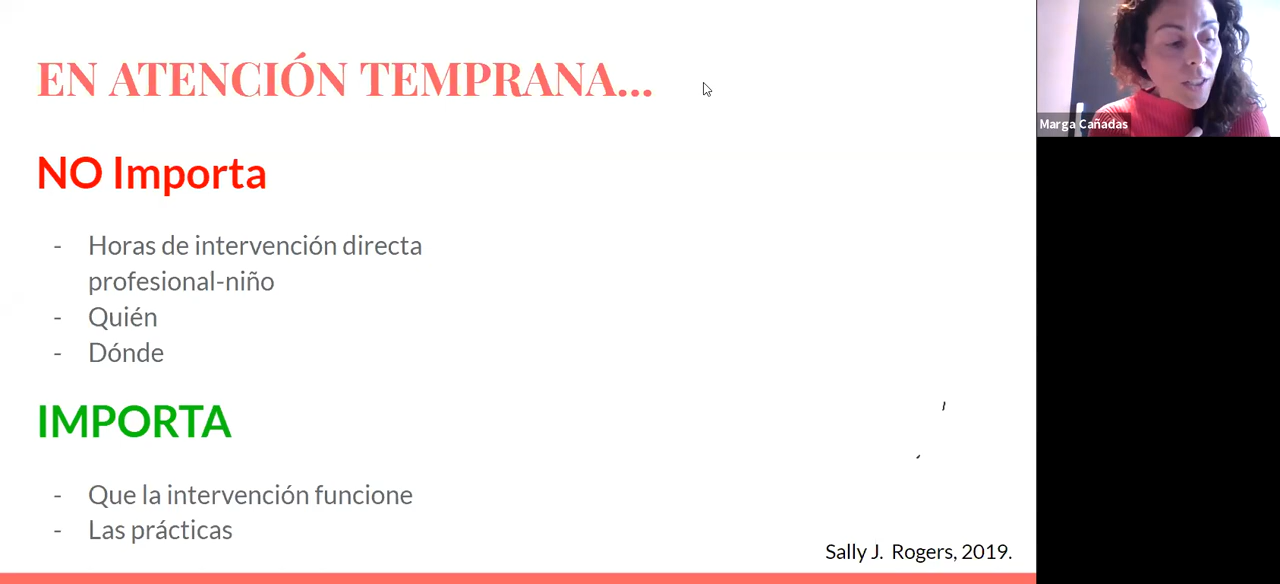 EN ATENCIÓN TEMPRANA...
NO Importa
- Horas de intervención directa
profesional-niño
- Quién
- Dónde
IMPORTA
- Que la intervención funcione
- Las prácticas
Sally J. Rogers, 2019.
Marga Cañadas